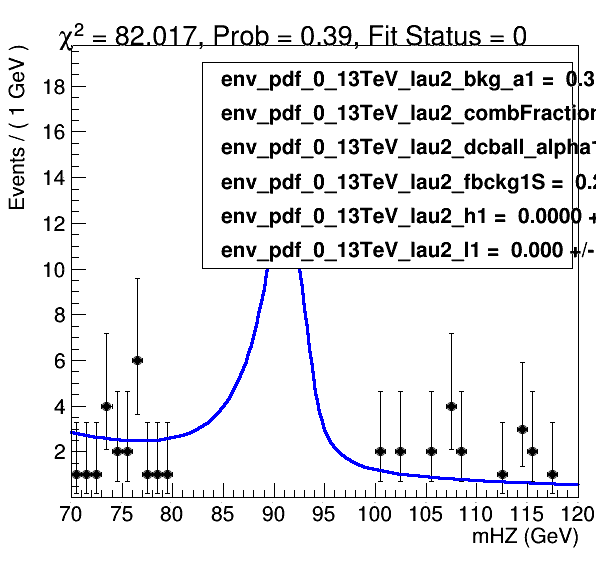 χ² = 82.017, Prob = 0.39, Fit Status = 0
Events / ( 1 GeV )
18
16
14
12
10
8
6
4
2
env_pdf_0_13TeV_lau2_bkg_a1 = 0.3
env_pdf_0_13TeV_lau2_combFraction
env_pdf_0_13TeV_lau2_dcball_alpha1
env_pdf_0_13TeV_lau2_fbckg1S = 0.2
env_pdf_0_13TeV_lau2_h1 = 0.0000 +
env_pdf_0_13TeV_lau2_l1 = 0.000 +/-
70 75 80 85 90 95 100 105 110 115 120
mHZ (GeV)